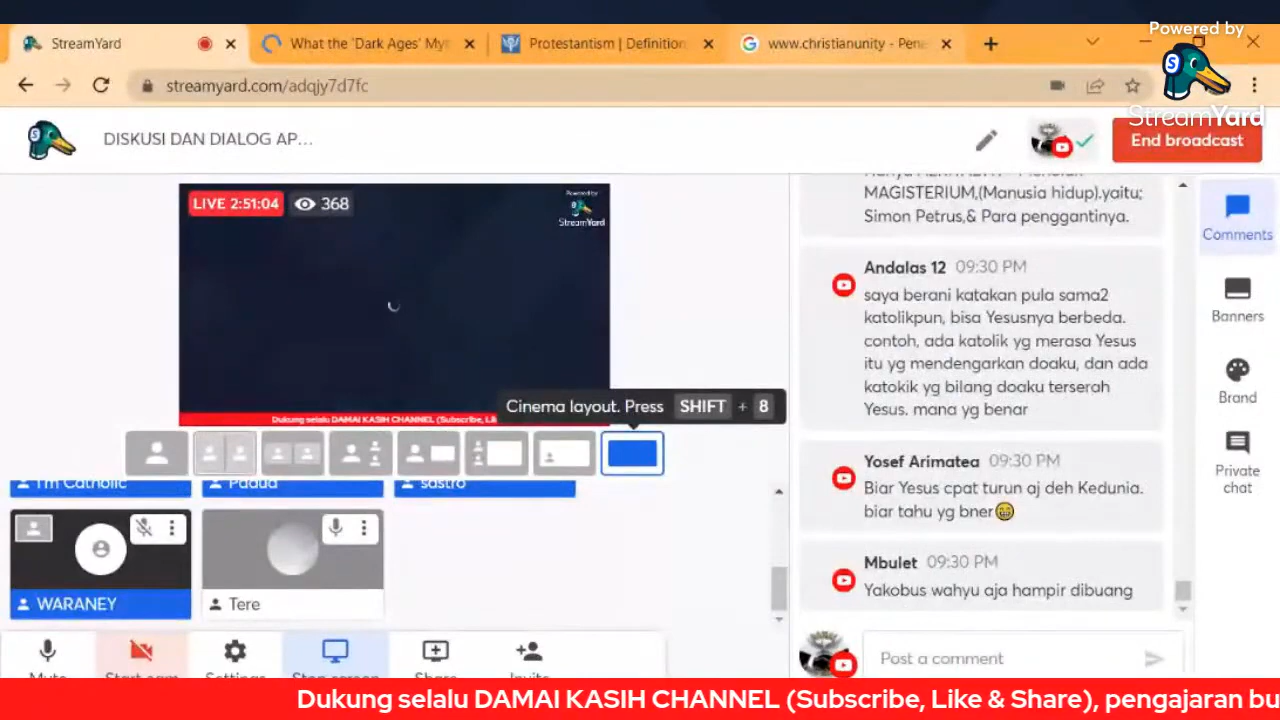 Powered by
StreamYard
StreamYard
What the 'Dark Ages' My
Protestantism | Definition
www.christianunity - Pene
streamyard.com/adqjy7d7fc
DISKUSI DAN DIALOG AP...
End broadcast
LIVE 2:51:04
368
Powered by
StreamYard
Dukung selalu DAMAI KASIH CHANNEL (Subscribe, Lik
Cinema layout. Press SHIFT + 8
I'm Catholic
Padua
sastro
WARANEY
Tere
Mute
Start cam
Settings
Stop screen
Share
Invite
MAGISTERIUM,(Manusia hidup).yaitu;
Simon Petrus,& Para penggantinya.
Andalas 12 09:30 PM
saya berani katakan pula sama2
katolikpun, bisa Yesusnya berbeda.
contoh, ada katolik yg merasa Yesus
itu yg mendengarkan doaku, dan ada
katokik yg bilang doaku terserah
Yesus. mana yg benar
Yosef Arimatea 09:30 PM
Biar Yesus cpat turun aj deh Kedunia.
biar tahu yg bner😁
Mbulet 09:30 PM
Yakobus wahyu aja hampir dibuang
Post a comment
Comments
Banners
Brand
Private
chat
Dukung selalu DAMAI KASIH CHANNEL (Subscribe, Like & Share), pengajaran bu